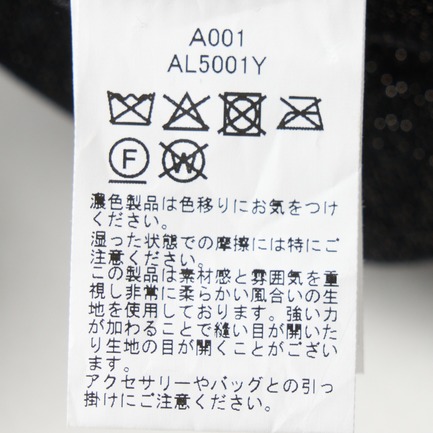 A001
AL5001Y
F
W
濃色製品は色移りにお気をつけ
ください。
湿った状態での摩擦には特にご
注意ください。
この製品は素材感と雰囲気を重
視し非常に柔らかい風合いの生
地を使用しております。強い力
が加わることで縫い目が開いた
り生地の目が開くことがござい
ます。
アクセサリーやバッグとの引っ
掛けにご注意ください。